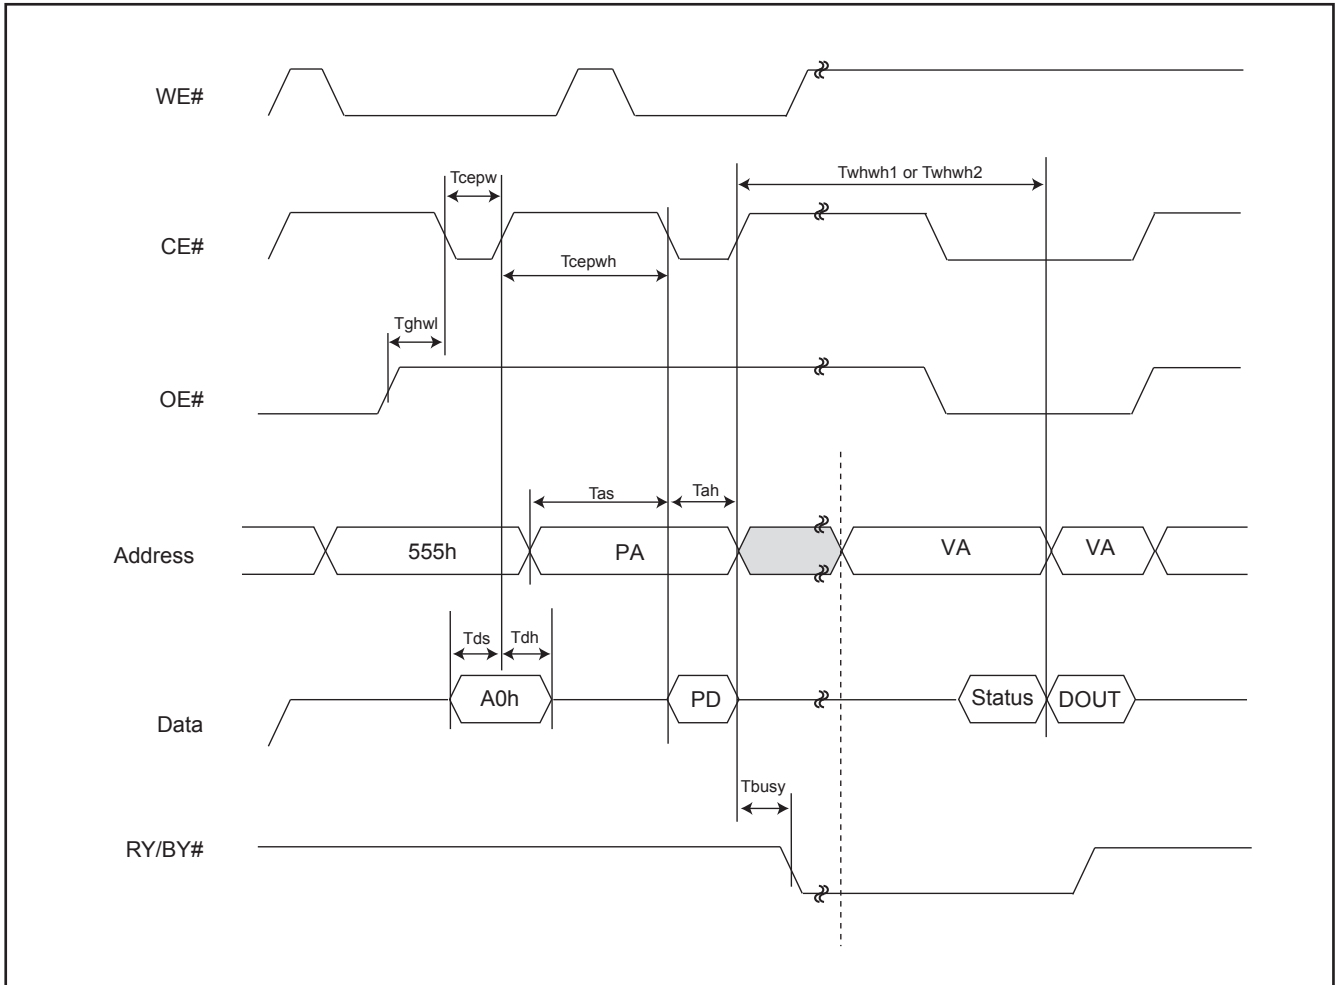 WE#
Tcepw
Twhwh1 or Twhwh2
CE#
Tcepwh
Tghwl
OE#
Tas
Tah
Address
555h
PA
VA
VA
Tds
Tdh
Data
A0h
PD
Status
DOUT
Tbusy
RY/BY#